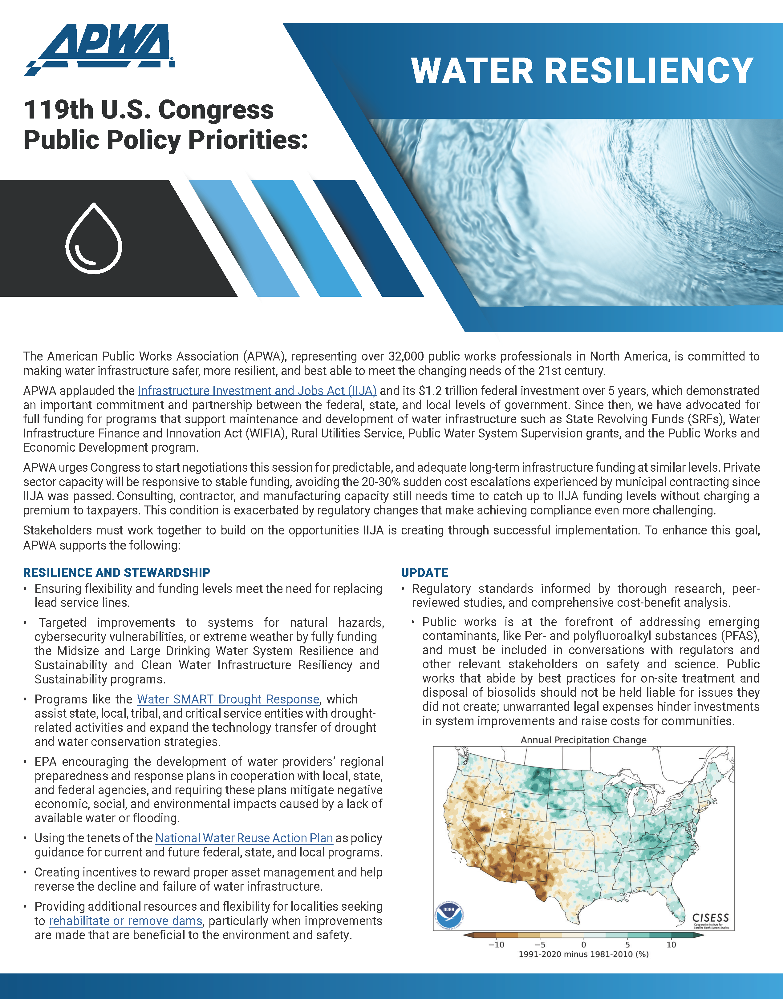 APWA
WATER RESILIENCY
119th U.S. Congress
Public Policy Priorities:
The American Public Works Association (APWA), representing over 32,000 public works professionals in North America, is committed to
making water infrastructure safer, more resilient, and best able to meet the changing needs of the 21st century.
APWA applauded the Infrastructure Investment and Jobs Act (IIJA) and its $1.2 trillion federal investment over 5 years, which demonstrated
an important commitment and partnership between the federal, state, and local levels of government. Since then, we have advocated for
full funding for programs that support maintenance and development of water infrastructure such as State Revolving Funds (SRFs), Water
Infrastructure Finance and Innovation Act (WIFIA), Rural Utilities Service, Public Water System Supervision grants, and the Public Works and
Economic Development program.
APWA urges Congress to start negotiations this session for predictable, and adequate long-term infrastructure funding at similar levels. Private
sector capacity will be responsive to stable funding, avoiding the 20-30% sudden cost escalations experienced by municipal contracting since
IIJA was passed. Consulting, contractor, and manufacturing capacity still needs time to catch up to IIJA funding levels without charging a
premium to taxpayers. This condition is exacerbated by regulatory changes that make achieving compliance even more challenging.
Stakeholders must work together to build on the opportunities IIJA is creating through successful implementation. To enhance this goal,
APWA supports the following:
RESILIENCE AND STEWARDSHIP
• Ensuring flexibility and funding levels meet the need for replacing
lead service lines.
• Targeted improvements to systems for natural hazards,
cybersecurity vulnerabilities, or extreme weather by fully funding
the Midsize and Large Drinking Water System Resilience and
Sustainability and Clean Water Infrastructure Resiliency and
Sustainability programs.
• Programs like the Water SMART Drought Response, which
assist state, local, tribal, and critical service entities with drought-
related activities and expand the technology transfer of drought
and water conservation strategies.
• EPA encouraging the development of water providers’ regional
preparedness and response plans in cooperation with local, state,
and federal agencies, and requiring these plans mitigate negative
economic, social, and environmental impacts caused by a lack of
available water or flooding.
• Using the tenets of the National Water Reuse Action Plan as policy
guidance for current and future federal, state, and local programs.
• Creating incentives to reward proper asset management and help
reverse the decline and failure of water infrastructure.
• Providing additional resources and flexibility for localities seeking
to rehabilitate or remove dams, particularly when improvements
are made that are beneficial to the environment and safety.
UPDATE
• Regulatory standards informed by thorough research, peer-
reviewed studies, and comprehensive cost-benefit analysis.
• Public works is at the forefront of addressing emerging
contaminants, like Per- and polyfluoroalkyl substances (PFAS),
and must be included in conversations with regulators and
other relevant stakeholders on safety and science. Public
works that abide by best practices for on-site treatment and
disposal of biosolids should not be held liable for issues they
did not create; unwarranted legal expenses hinder investments
in system improvements and raise costs for communities.
Annual Precipitation Change
NOAA
CISESS
Cooperative Institute for
Satellite Earth System Studies
−10 −5 0 5 10
1991-2020 minus 1981-2010 (%)